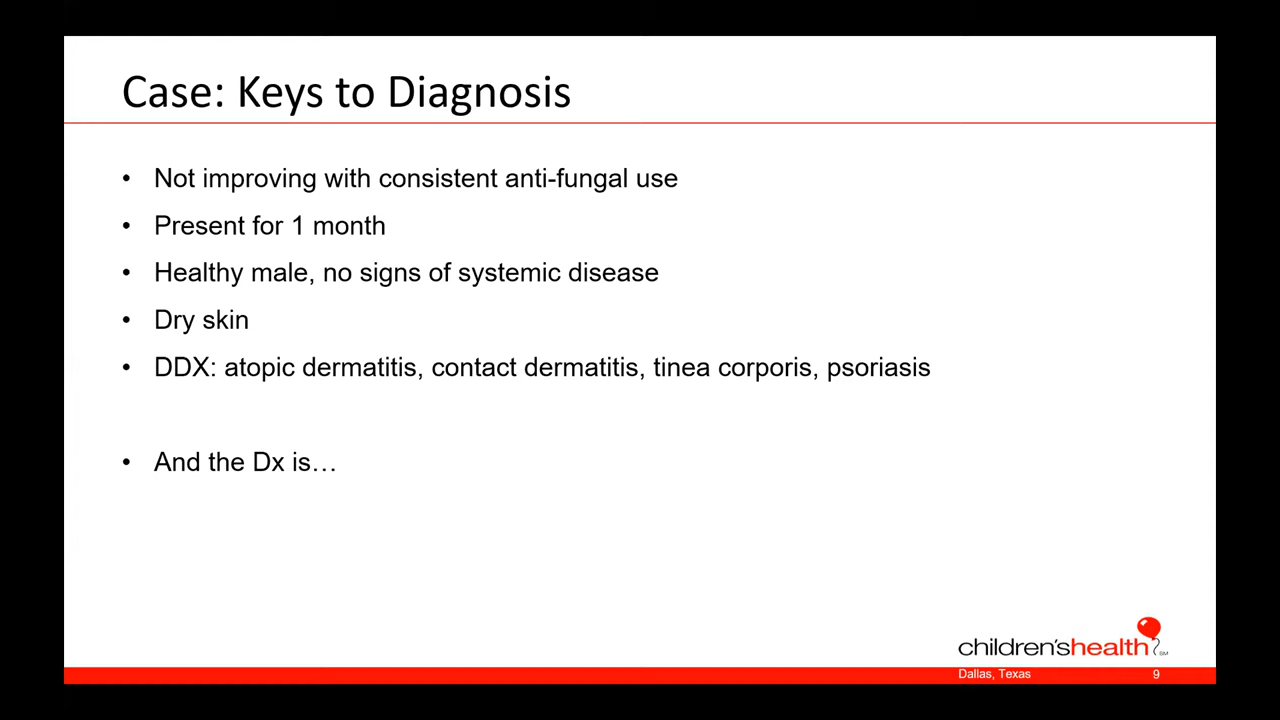 Case: Keys to Diagnosis
• Not improving with consistent anti-fungal use
• Present for 1 month
• Healthy male, no signs of systemic disease
• Dry skin
• DDX: atopic dermatitis, contact dermatitis, tinea corporis, psoriasis
• And the Dx is…
children'shealth SM
Dallas, Texas 9